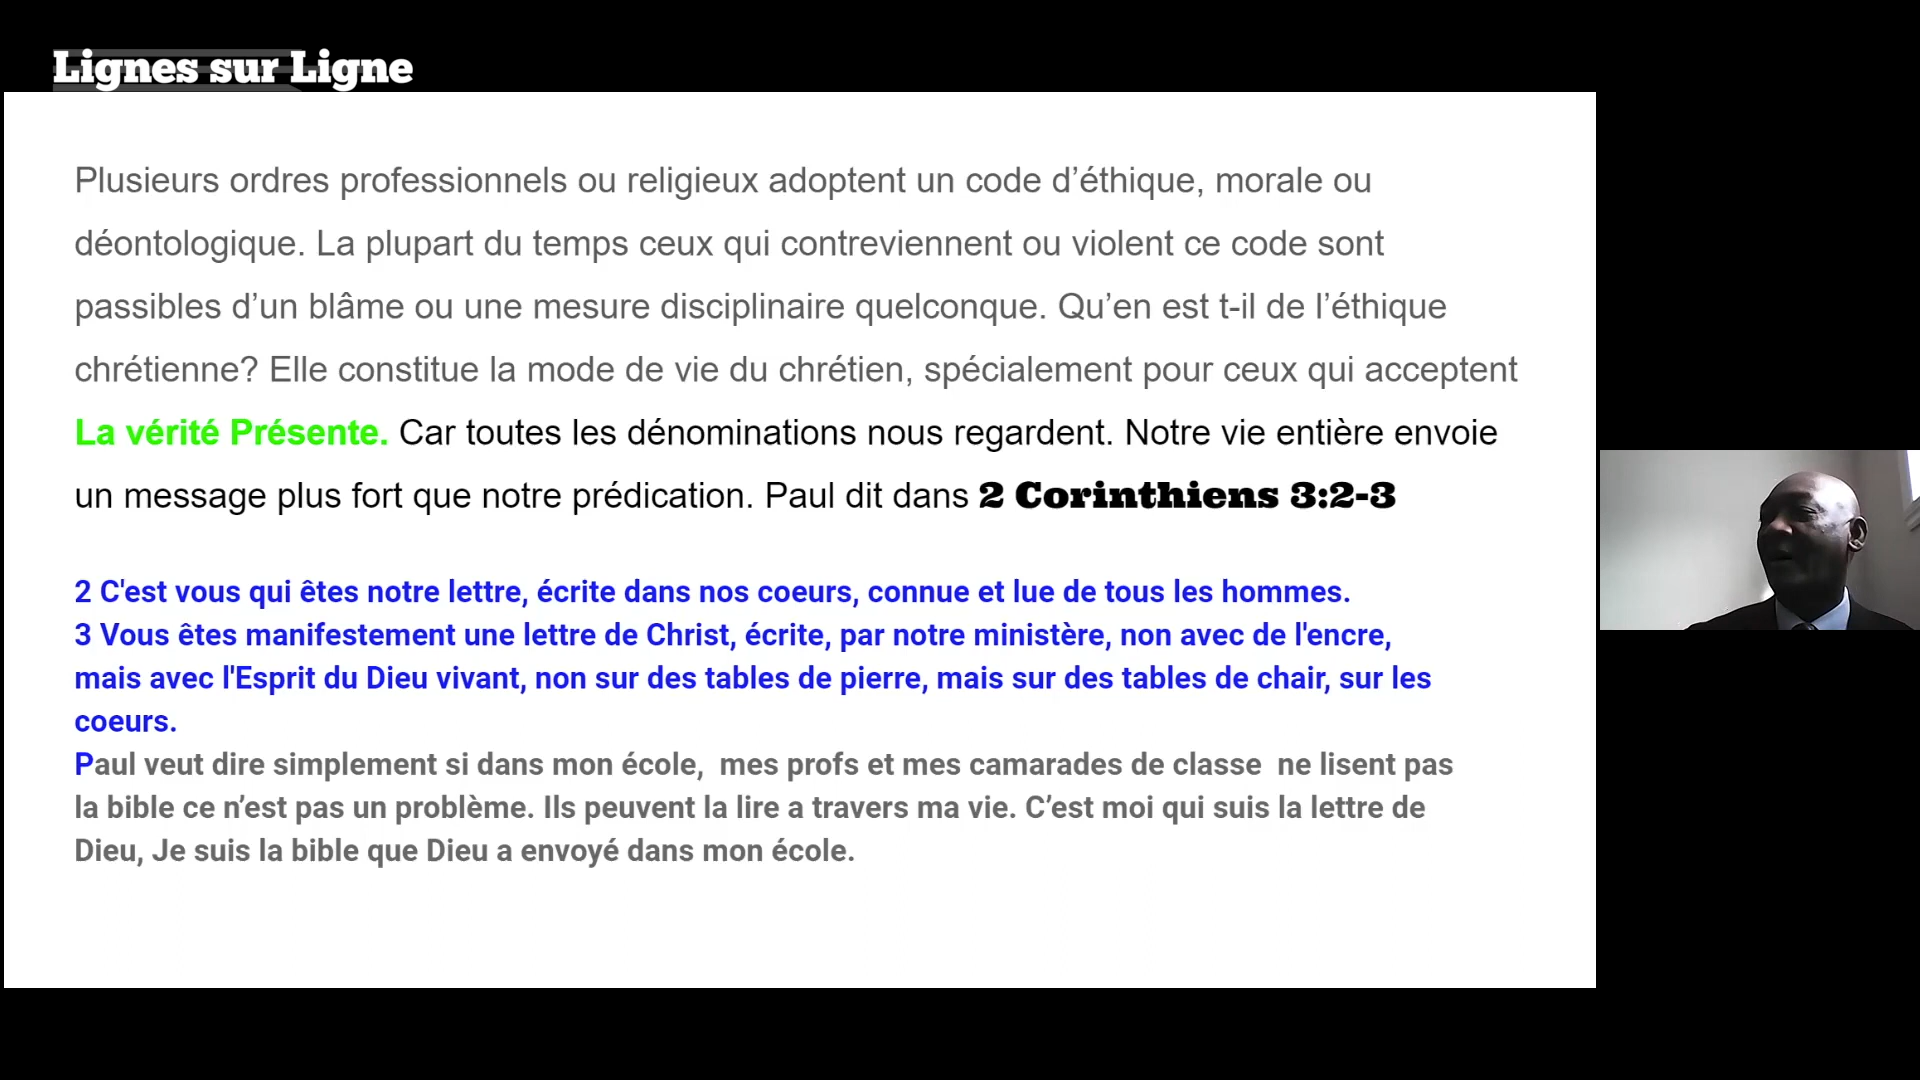 Lignes sur Ligne
Plusieurs ordres professionnels ou religieux adoptent un code d’éthique, morale ou
déontologique. La plupart du temps ceux qui contreviennent ou violent ce code sont
passibles d’un blâme ou une mesure disciplinaire quelconque. Qu’en est t-il de l’éthique
chrétienne? Elle constitue la mode de vie du chrétien, spécialement pour ceux qui acceptent
La vérité Présente. Car toutes les dénominations nous regardent. Notre vie entière envoie
un message plus fort que notre prédication. Paul dit dans 2 Corinthiens 3:2-3
2 C'est vous qui êtes notre lettre, écrite dans nos coeurs, connue et lue de tous les hommes.
3 Vous êtes manifestement une lettre de Christ, écrite, par notre ministère, non avec de l'encre,
mais avec l'Esprit du Dieu vivant, non sur des tables de pierre, mais sur des tables de chair, sur les
coeurs.
Paul veut dire simplement si dans mon école,  mes profs et mes camarades de classe  ne lisent pas
la bible ce n’est pas un problème. Ils peuvent la lire a travers ma vie. C’est moi qui suis la lettre de
Dieu, Je suis la bible que Dieu a envoyé dans mon école.